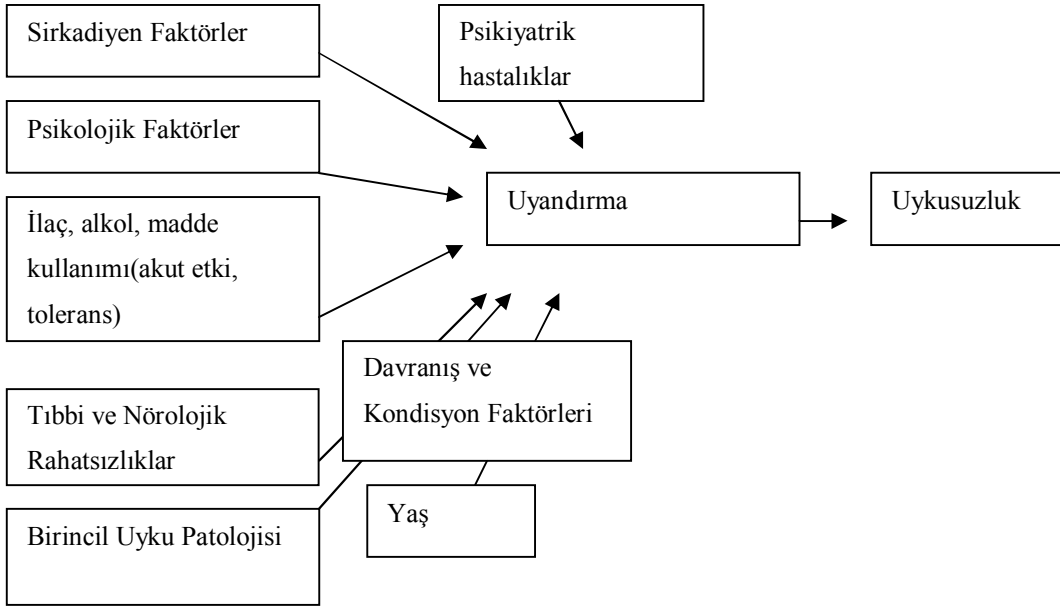 Sirkadiyen Faktörler
Psikiyatrik
hastalıklar
Psikolojik Faktörler
İlaç, alkol, madde
kullanımı(akut etki,
tolerans)
Uyandırma
Uykusuzluk
Davranış ve
Kondisyon Faktörleri
Tıbbi ve Nörolojik
Rahatsızlıklar
Yaş
Birincil Uyku Patolojisi